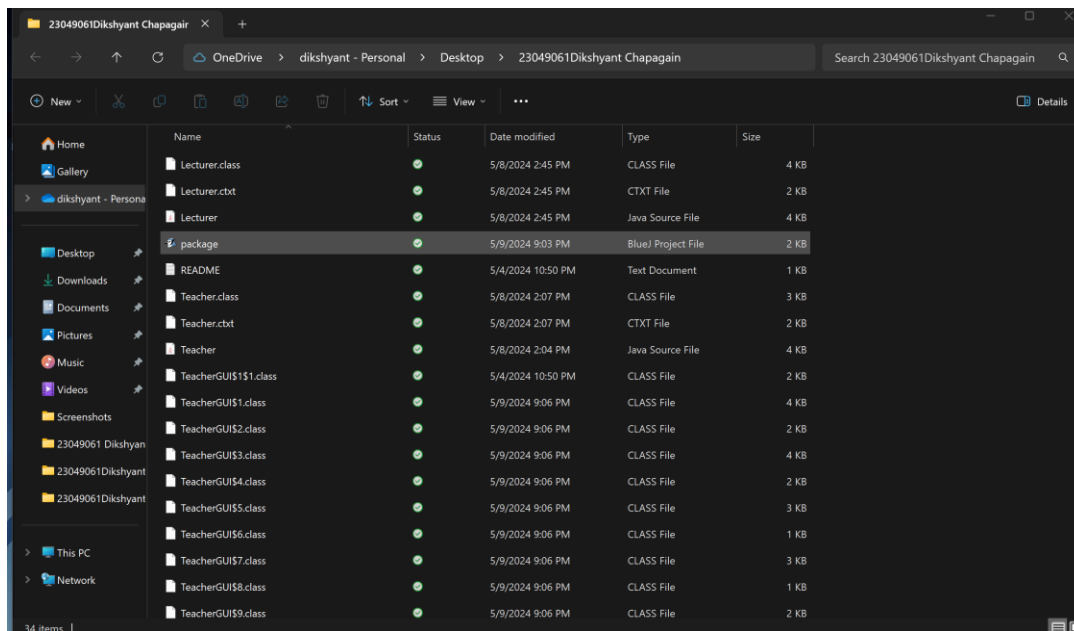 23049061Dikshyant Chapagair
OneDrive > dikshyant - Personal > Desktop > 23049061Dikshyant Chapagain
Search 23049061Dikshyant Chapagain
New Sort View ... Details
Home
Gallery
dikshyant - Persona
Desktop
Downloads
Documents
Pictures
Music
Videos
Screenshots
23049061 Dikshyan
23049061Dikshyant
23049061Dikshyant
This PC
Network
Name Status Date modified Type Size
Lecturer.class 5/8/2024 2:45 PM CLASS File 4 KB
Lecturer.ctxt 5/8/2024 2:45 PM CTXT File 2 KB
Lecturer 5/8/2024 2:45 PM Java Source File 4 KB
package 5/9/2024 9:03 PM BlueJ Project File 2 KB
README 5/4/2024 10:50 PM Text Document 1 KB
Teacher.class 5/8/2024 2:07 PM CLASS File 3 KB
Teacher.ctxt 5/8/2024 2:07 PM CTXT File 2 KB
Teacher 5/8/2024 2:04 PM Java Source File 4 KB
TeacherGUI$1$1.class 5/4/2024 10:50 PM CLASS File 2 KB
TeacherGUI$1.class 5/9/2024 9:06 PM CLASS File 4 KB
TeacherGUI$2.class 5/9/2024 9:06 PM CLASS File 2 KB
TeacherGUI$3.class 5/9/2024 9:06 PM CLASS File 4 KB
TeacherGUI$4.class 5/9/2024 9:06 PM CLASS File 2 KB
TeacherGUI$5.class 5/9/2024 9:06 PM CLASS File 3 KB
TeacherGUI$6.class 5/9/2024 9:06 PM CLASS File 1 KB
TeacherGUI$7.class 5/9/2024 9:06 PM CLASS File 3 KB
TeacherGUI$8.class 5/9/2024 9:06 PM CLASS File 1 KB
TeacherGUI$9.class 5/9/2024 9:06 PM CLASS File 2 KB
34 items